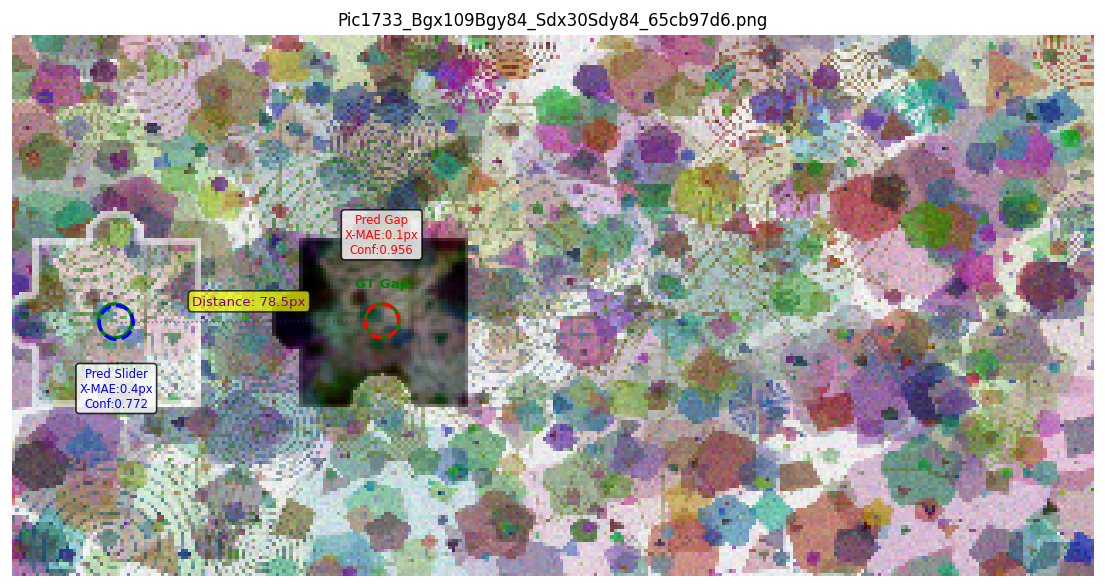 Pic1733_Bgx109Bgy84_Sdx30Sdy84_65cb97d6.png
Pred Gap
X-MAE:0.1px
Conf:0.956
GT Gap
Distance: 78.5px
Pred Slider
X-MAE:0.4px
Conf:0.772